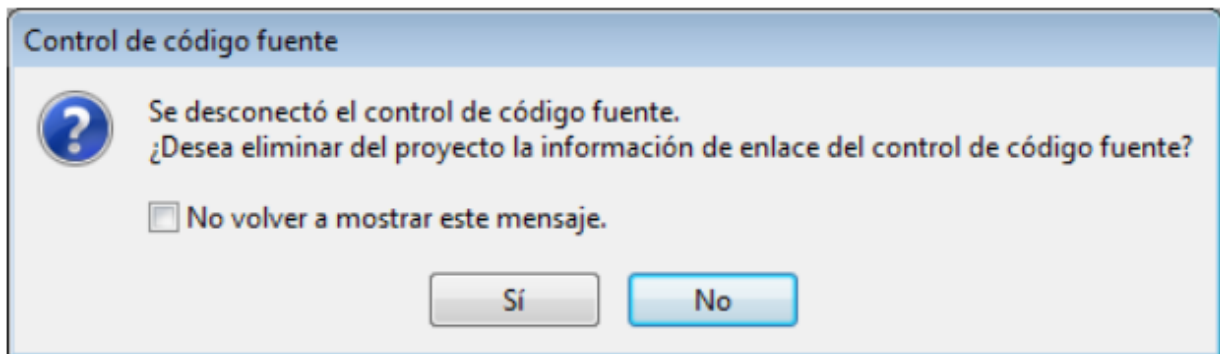 Control de código fuente
Se desconectó el control de código fuente.
¿Desea eliminar del proyecto la información de enlace del control de código fuente?
No volver a mostrar este mensaje.
Sí
No